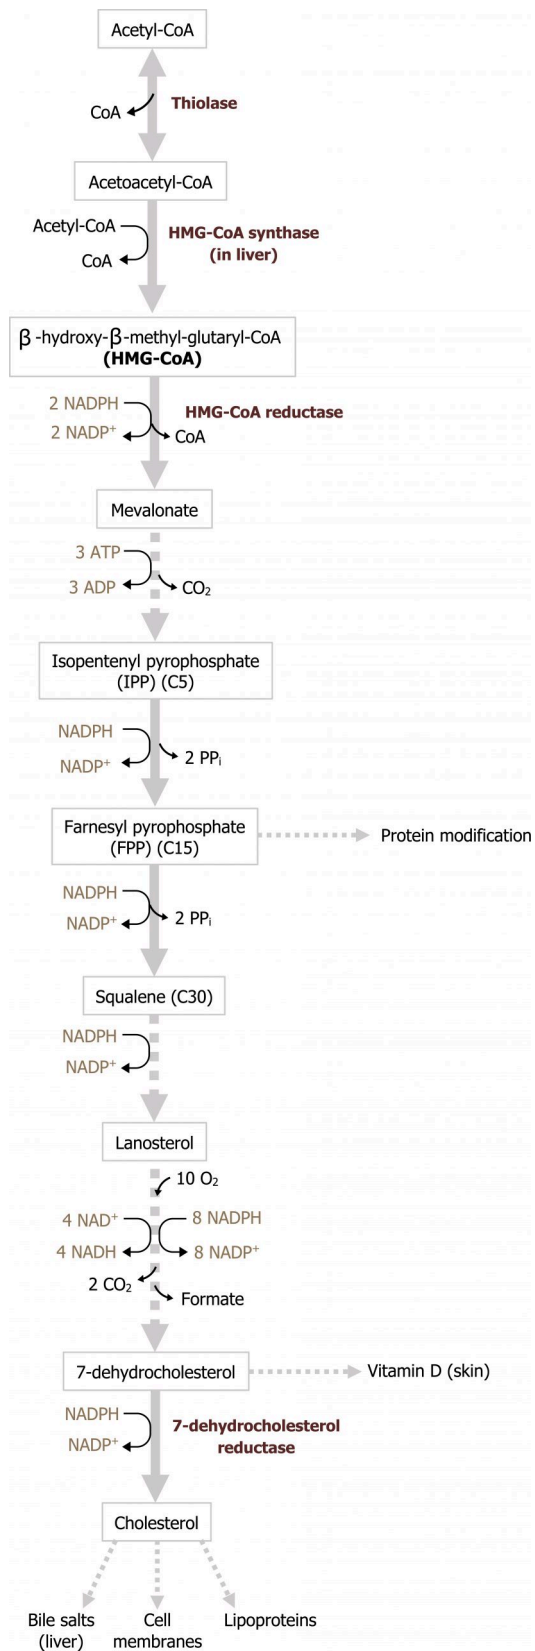 Acetyl-CoA
CoA
Thiolase
Acetoacetyl-CoA
Acetyl-CoA
CoA
HMG-CoA synthase
(in liver)
β -hydroxy-β-methyl-glutaryl-CoA
(HMG-CoA)
2 NADPH
2 NADP⁺
CoA
HMG-CoA reductase
Mevalonate
3 ATP
3 ADP
CO₂
Isopentenyl pyrophosphate
(IPP) (C5)
NADPH
NADP⁺
2 PPᵢ
Farnesyl pyrophosphate
(FPP) (C15)
Protein modification
NADPH
NADP⁺
2 PPᵢ
Squalene (C30)
NADPH
NADP⁺
Lanosterol
10 O₂
4 NAD⁺
8 NADPH
4 NADH
8 NADP⁺
2 CO₂
Formate
7-dehydrocholesterol
Vitamin D (skin)
NADPH
NADP⁺
7-dehydrocholesterol
reductase
Cholesterol
Bile salts
(liver)
Cell
membranes
Lipoproteins